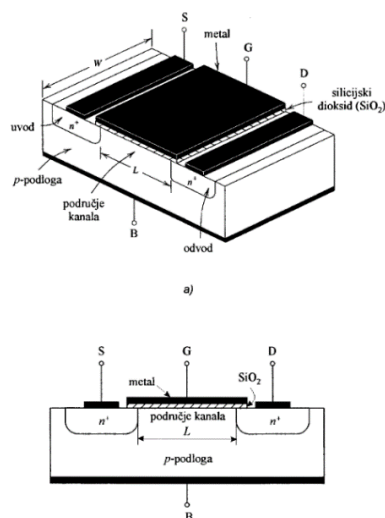 S
metal
G
W
D
silicijski
dioksid (SiO₂)
uvod
n⁺
L
n⁺
p-podloga
područje
kanala
B
odvod
a)
S
G
D
metal
SiO₂
n⁺
područje kanala
n⁺
L
p-podloga
B